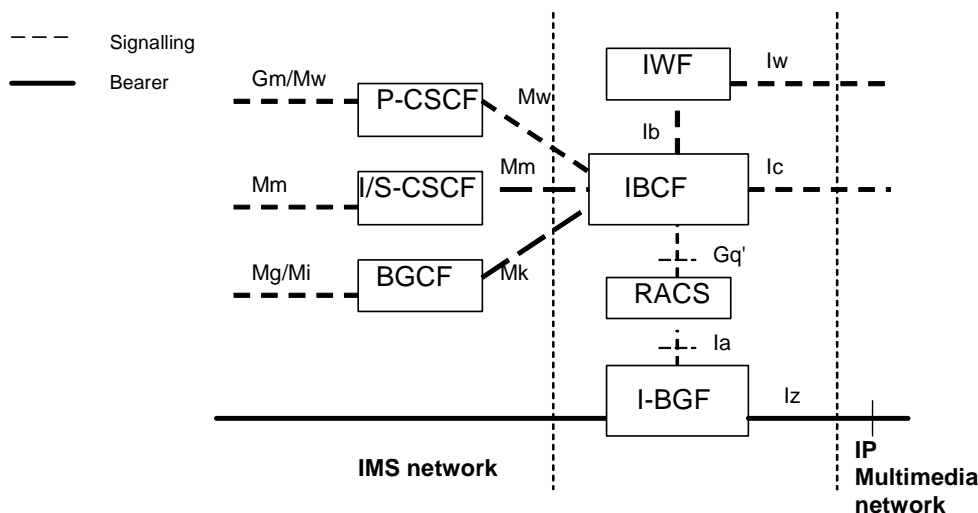 Signalling
Bearer
IWF
Iw
Gm/Mw
P-CSCF
Mw
Ib
Mm
I/S-CSCF
Mm
IBCF
Ic
Mg/Mi
BGCF
Mk
Gq'
RACS
Ia
I-BGF
Iz
IMS network
IP
Multimedia
network